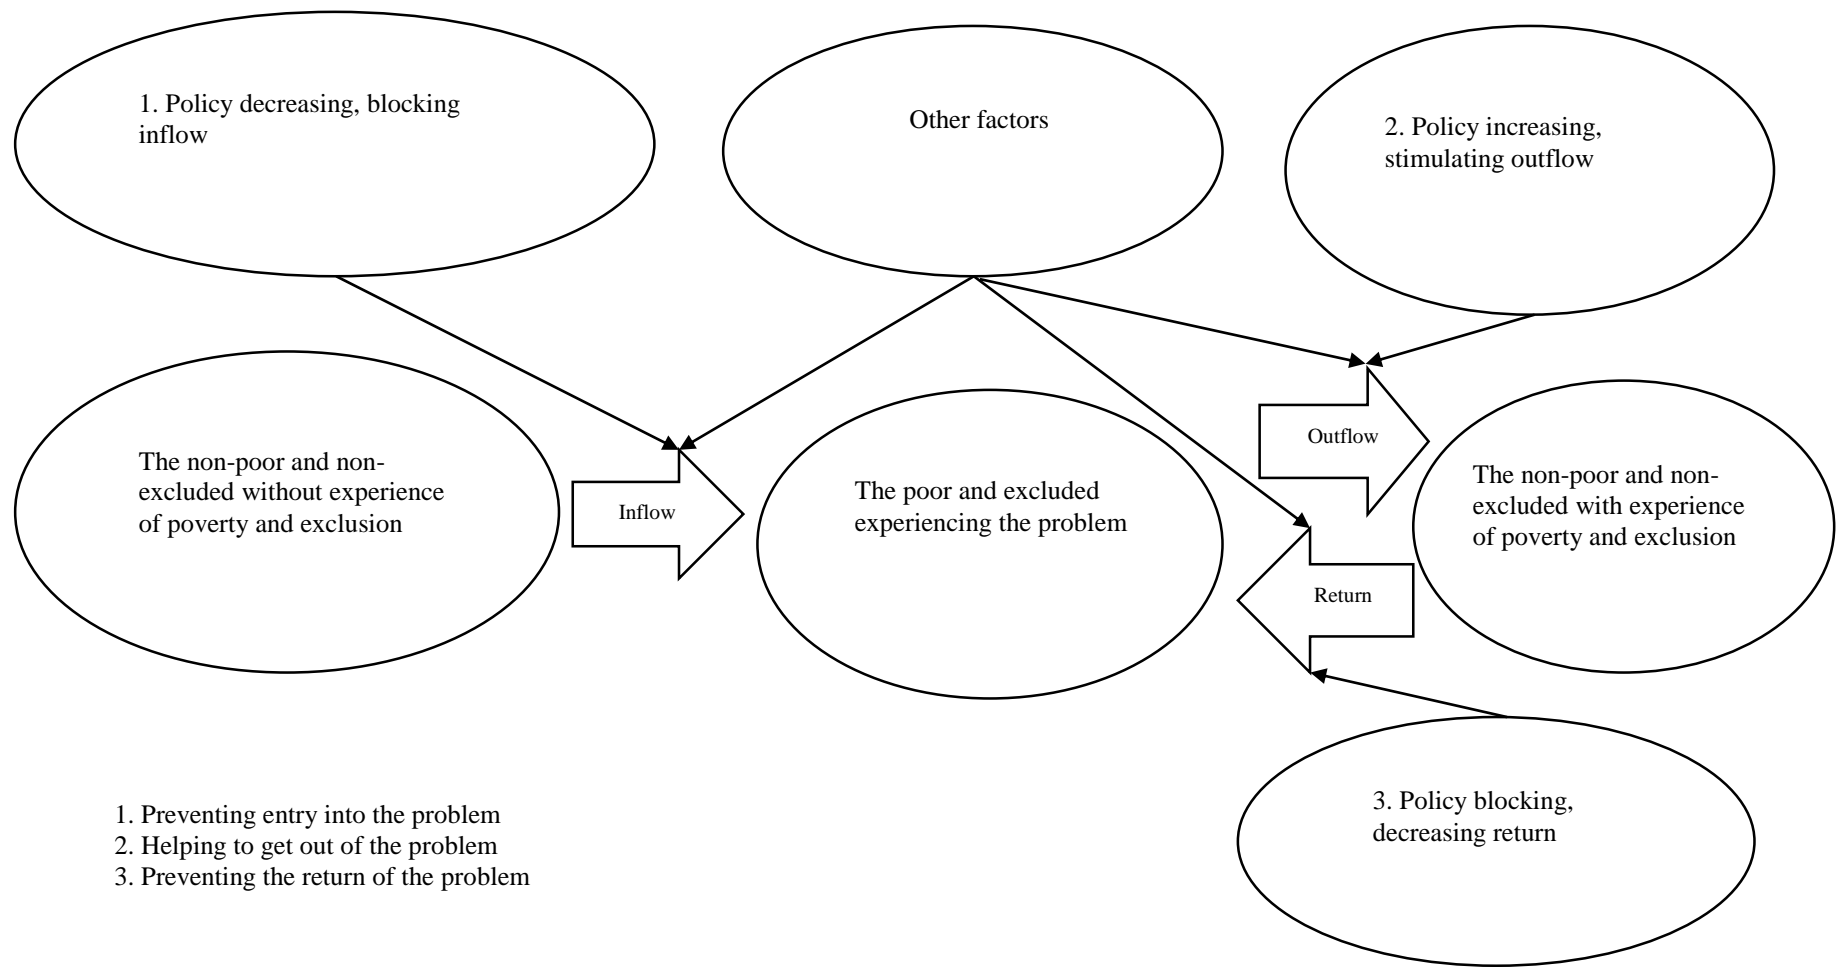 1. Policy decreasing, blocking
inflow
Other factors
2. Policy increasing,
stimulating outflow
The non-poor and non-
excluded without experience
of poverty and exclusion
Inflow
The poor and excluded
experiencing the problem
Outflow
The non-poor and non-
excluded with experience
of poverty and exclusion
Return
3. Policy blocking,
decreasing return
1. Preventing entry into the problem
2. Helping to get out of the problem
3. Preventing the return of the problem